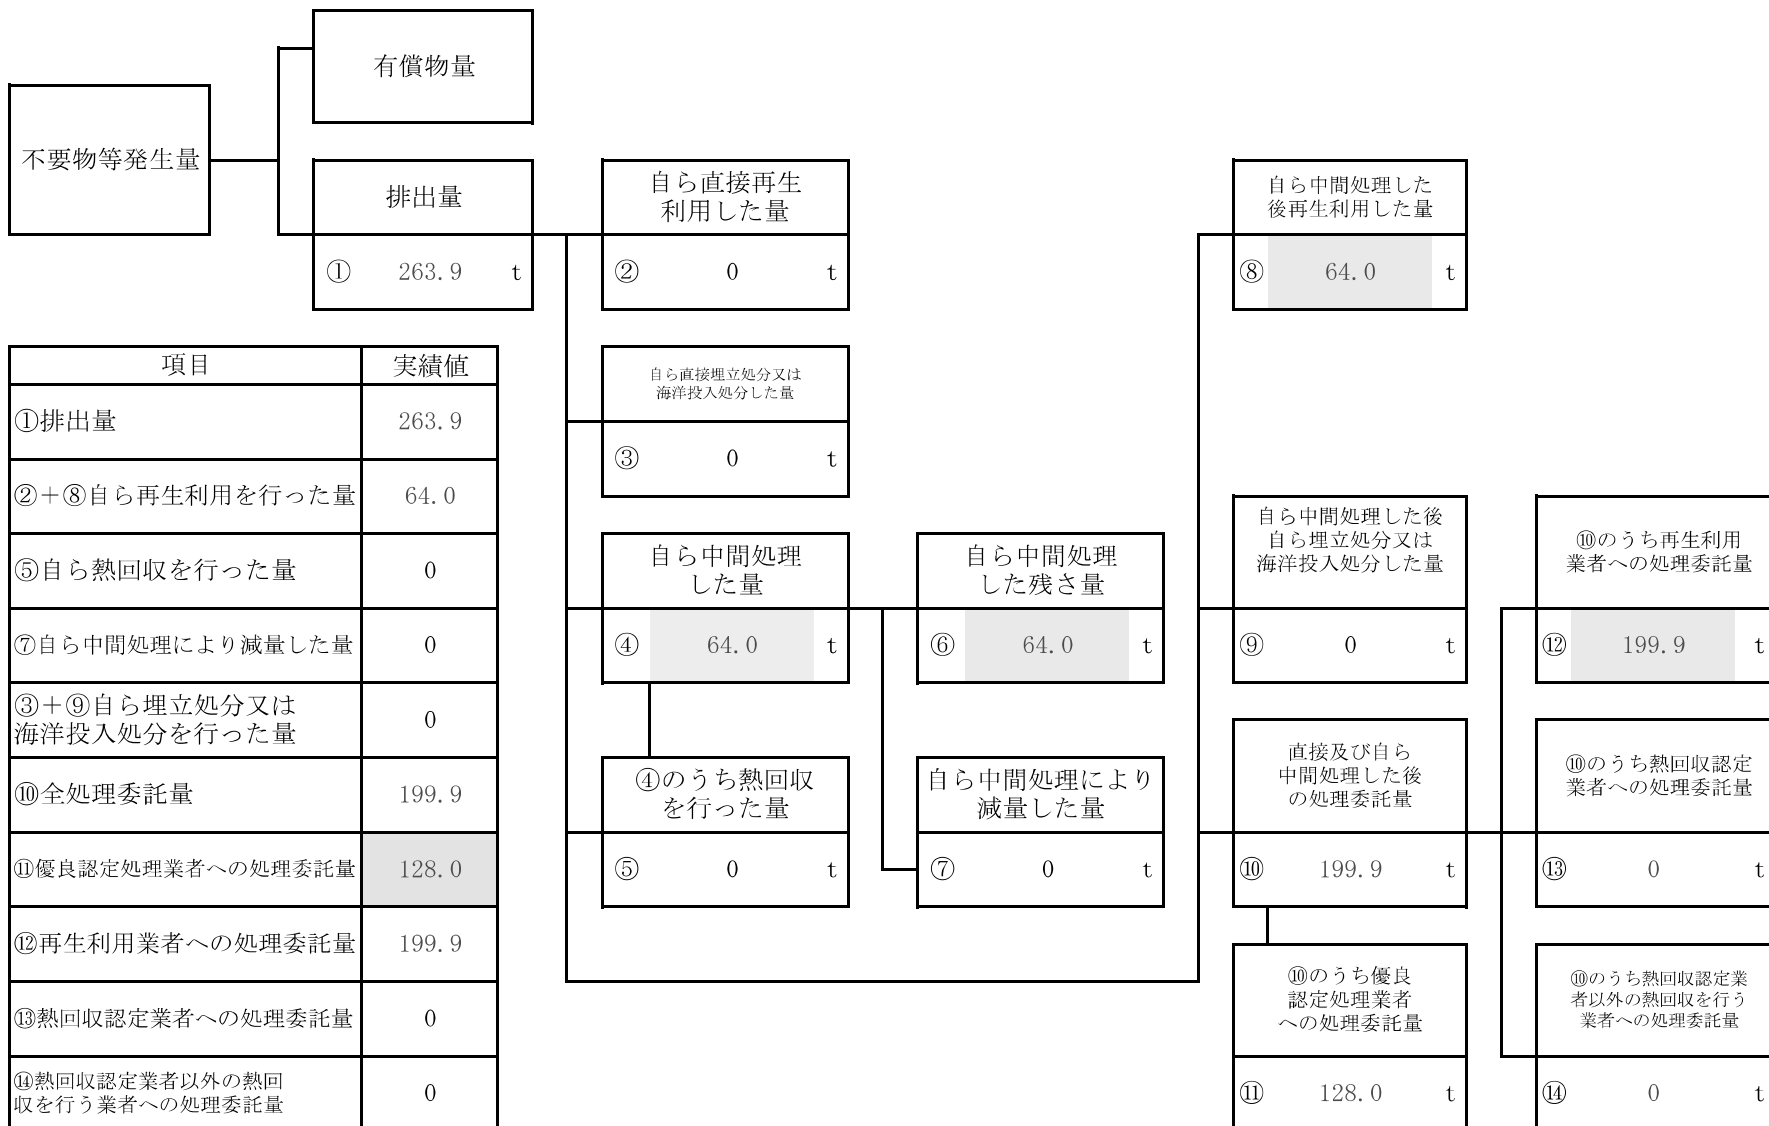 有償物量
不要物等発生量
排出量
① 263.9 t
自ら直接再生
利用した量
② 0 t
自ら中間処理した
後再生利用した量
⑧ 64.0 t
自ら直接埋立処分又は
海洋投入処分した量
③ 0 t
自ら中間処理
した量
④ 64.0 t
自ら中間処理
した残さ量
⑥ 64.0 t
自ら中間処理した後
自ら埋立処分又は
海洋投入処分した量
⑨ 0 t
⑩のうち再生利用
業者への処理委託量
⑫ 199.9 t
④のうち熱回収
を行った量
⑤ 0 t
自ら中間処理により
減量した量
⑦ 0 t
直接及び自ら
中間処理した後
の処理委託量
⑩ 199.9 t
⑩のうち熱回収認定
業者への処理委託量
⑬ 0 t
⑩のうち優良
認定処理業者
への処理委託量
⑪ 128.0 t
⑩のうち熱回収認定業
者以外の熱回収を行う
業者への処理委託量
⑭ 0 t
項目 実績値
①排出量 263.9
②+⑧自ら再生利用を行った量 64.0
⑤自ら熱回収を行った量 0
⑦自ら中間処理により減量した量 0
③+⑨自ら埋立処分又は
海洋投入処分を行った量 0
⑩全処理委託量 199.9
⑪優良認定処理業者への処理委託量 128.0
⑫再生利用業者への処理委託量 199.9
⑬熱回収認定業者への処理委託量 0
⑭熱回収認定業者以外の熱回
収を行う業者への処理委託量 0